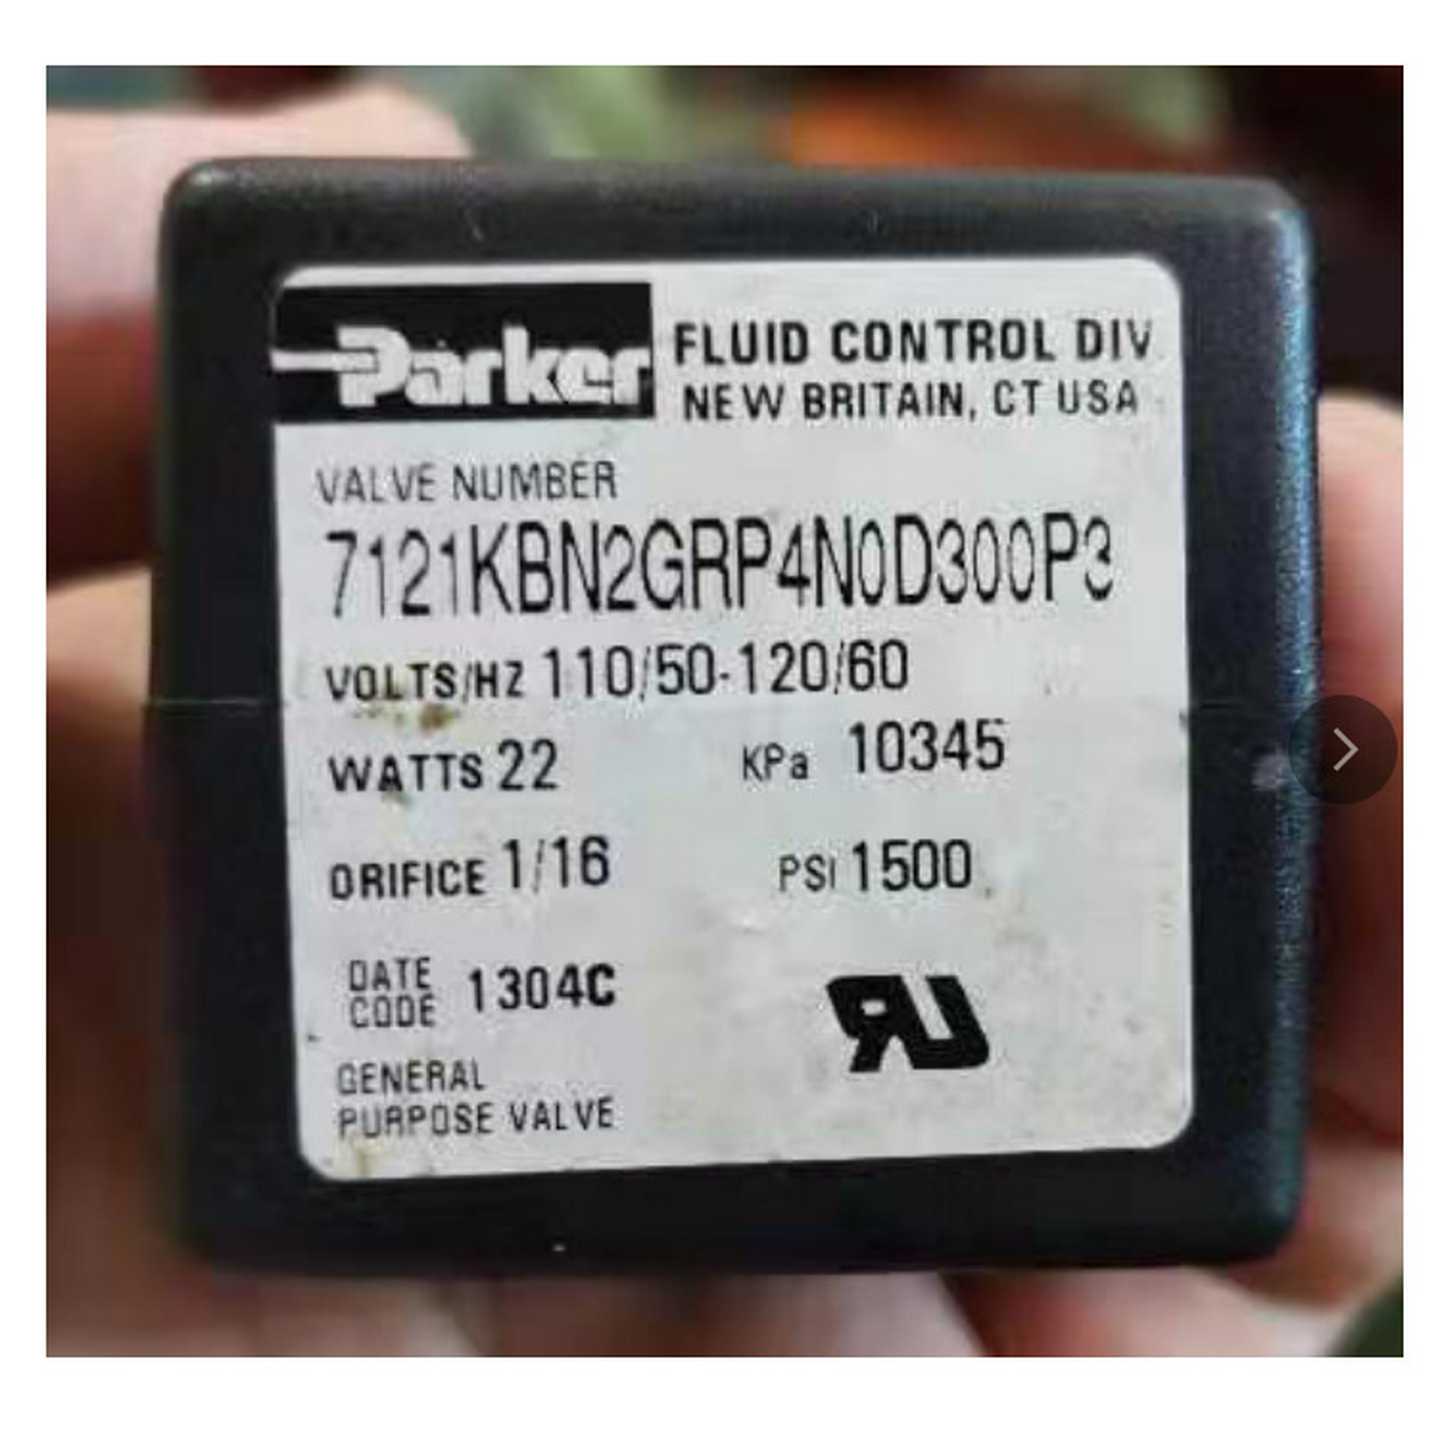 Parker
FLUID CONTROL DIV
NEW BRITAIN, CT USA
VALVE NUMBER
7121KBN2GRP4N0D300P3
VOLTS/HZ 110/50-120/60
WATTS 22 KPa 10345
ORIFICE 1/16 PSI 1500
DATE CODE 1304C
GENERAL
PURPOSE VALVE